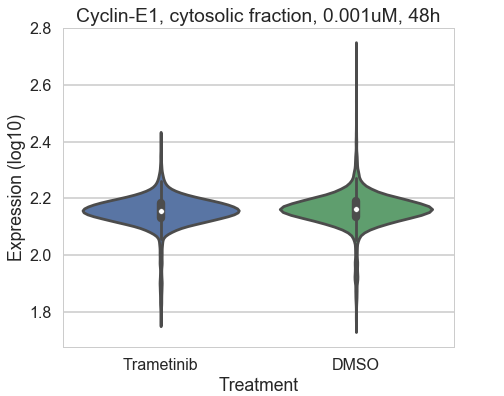 Cyclin-E1, cytosolic fraction, 0.001uM, 48h
2.8
2.6
2.4
2.2
2.0
1.8
Expression (log10)
Trametinib DMSO
Treatment